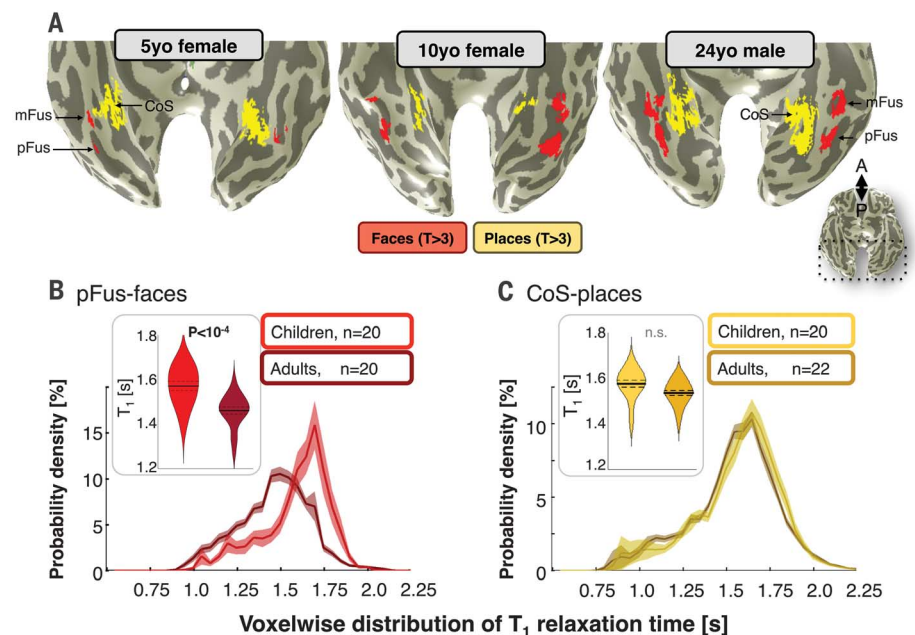 A
5yo female
10yo female
24yo male
CoS
mFus
pFus
CoS
mFus
pFus
A
P
Faces (T>3)
Places (T>3)
B pFus-faces
Children, n=20
Adults, n=20
P<10-4
1.8
1.6
1.4
1.2
T1 [s]
Probability density [%]
15
10
5
0
0.75 1.0 1.25 1.5 1.75 2.0 2.25
C CoS-places
Children, n=20
Adults, n=22
n.s.
1.8
1.6
1.4
1.2
T1 [s]
Probability density [%]
10
5
0
0.75 1.0 1.25 1.5 1.75 2.0 2.25
Voxelwise distribution of T1 relaxation time [s]